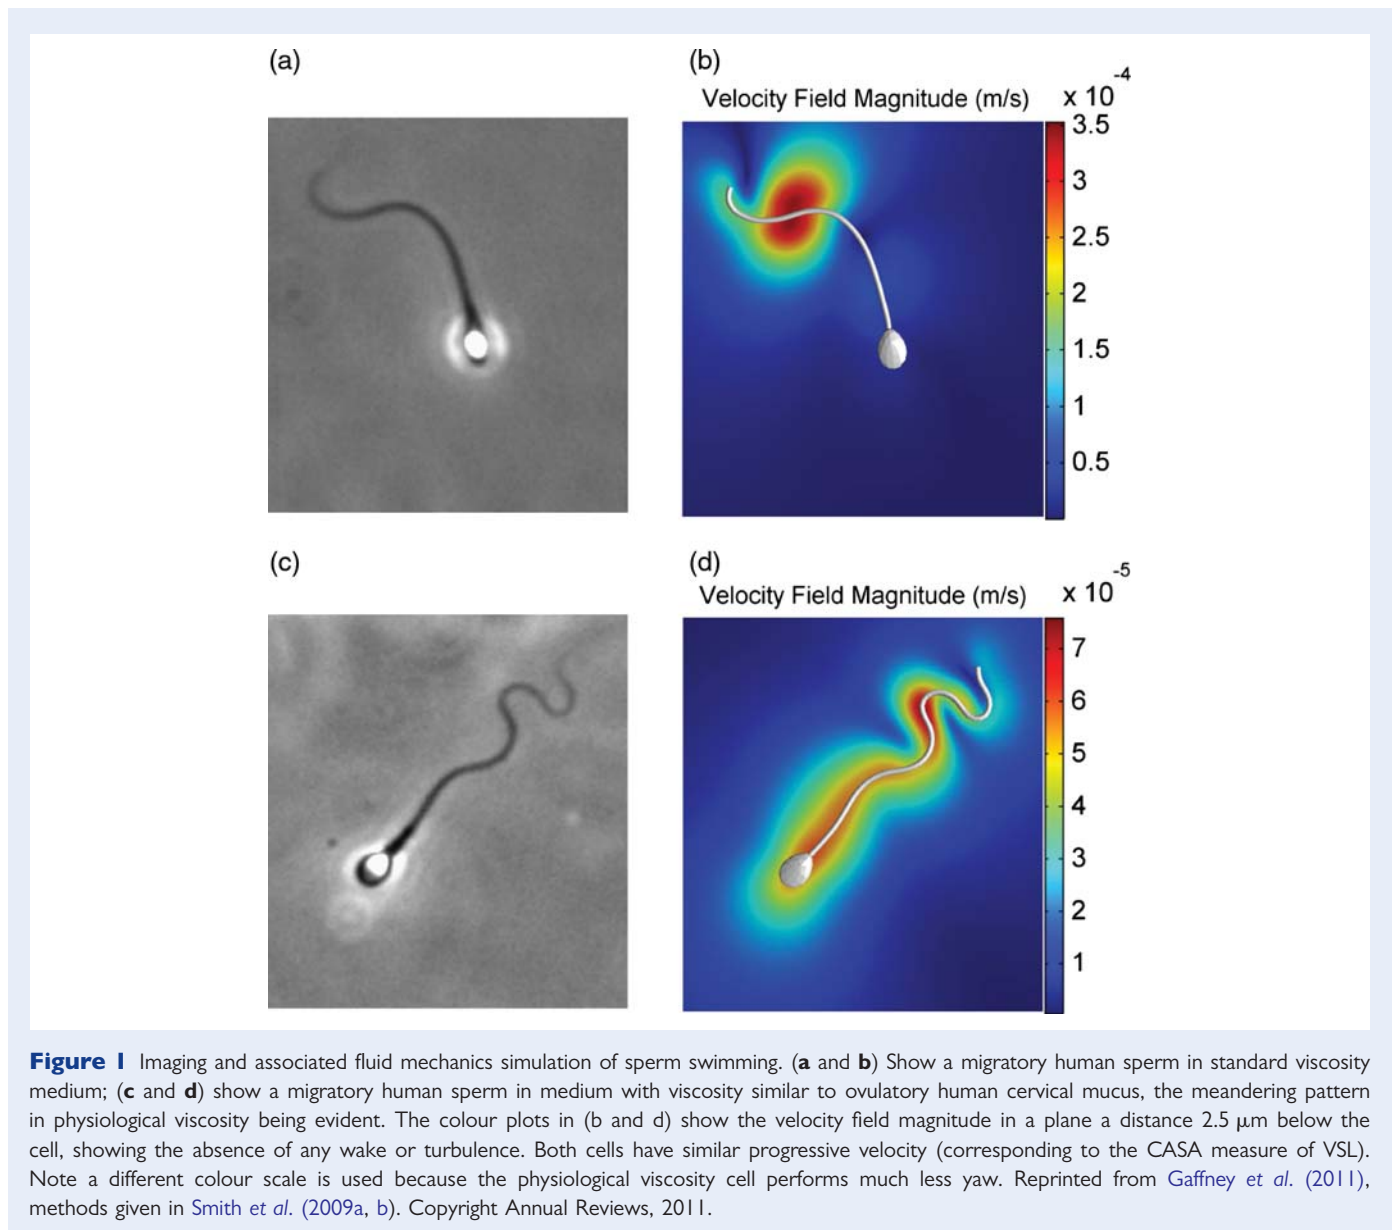 (a)
(b)
Velocity Field Magnitude (m/s)
x 10-4
3.5
3
2.5
2
1.5
1
0.5
(c)
(d)
Velocity Field Magnitude (m/s)
x 10-5
7
6
5
4
3
2
1
Figure 1 Imaging and associated fluid mechanics simulation of sperm swimming. (a and b) Show a migratory human sperm in standard viscosity
medium; (c and d) show a migratory human sperm in medium with viscosity similar to ovulatory human cervical mucus, the meandering pattern
in physiological viscosity being evident. The colour plots in (b and d) show the velocity field magnitude in a plane a distance 2.5 μm below the
cell, showing the absence of any wake or turbulence. Both cells have similar progressive velocity (corresponding to the CASA measure of VSL).
Note a different colour scale is used because the physiological viscosity cell performs much less yaw. Reprinted from Gaffney et al. (2011),
methods given in Smith et al. (2009a, b). Copyright Annual Reviews, 2011.